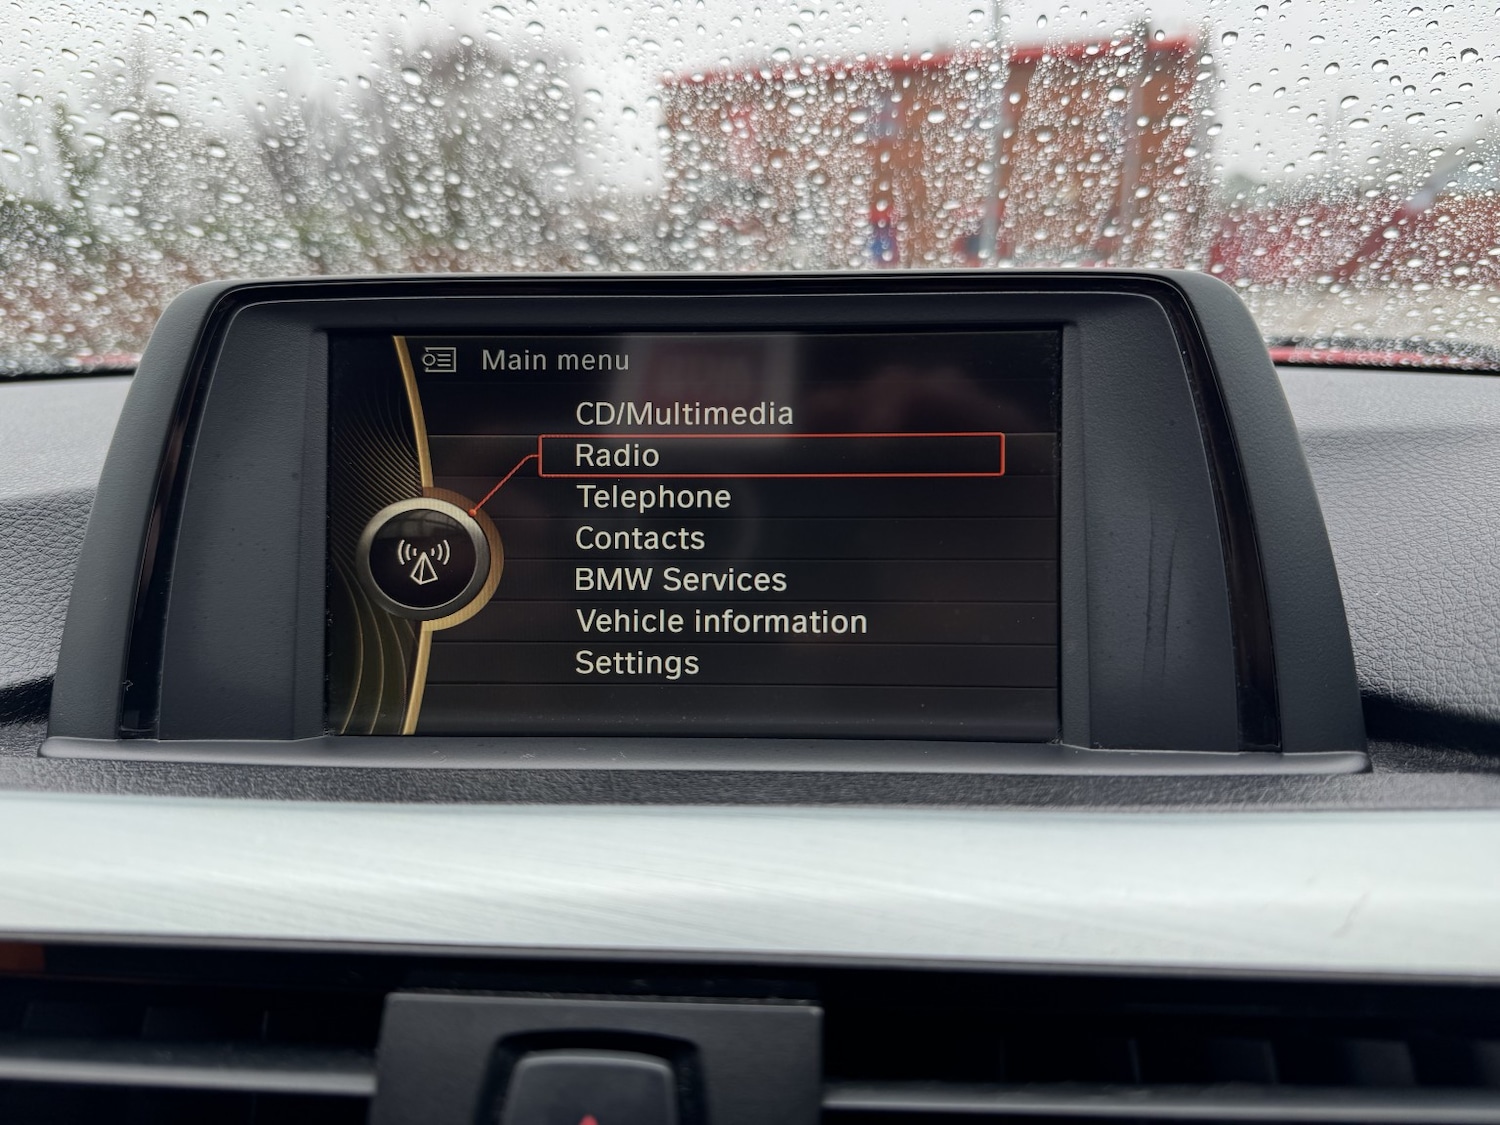 Main menu
CD/Multimedia
Radio
Telephone
Contacts
BMW Services
Vehicle information
Settings